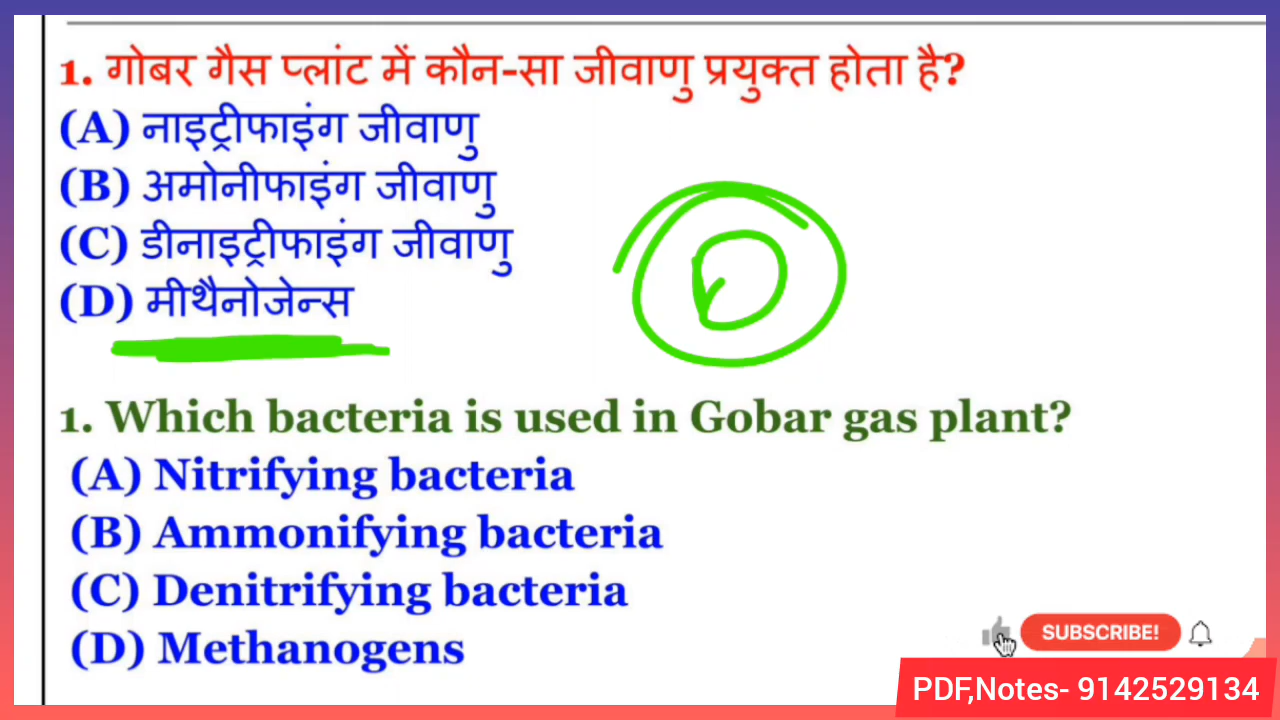 1. गोबर गैस प्लांट में कौन-सा जीवाणु प्रयुक्त होता है?
(A) नाइट्रीफाइंग जीवाणु
(B) अमोनीफाइंग जीवाणु
(C) डीनाइट्रीफाइंग जीवाणु
(D) मीथैनोजेन्स
D
1. Which bacteria is used in Gobar gas plant?
(A) Nitrifying bacteria
(B) Ammonifying bacteria
(C) Denitrifying bacteria
(D) Methanogens
SUBSCRIBE!
PDF,Notes- 9142529134